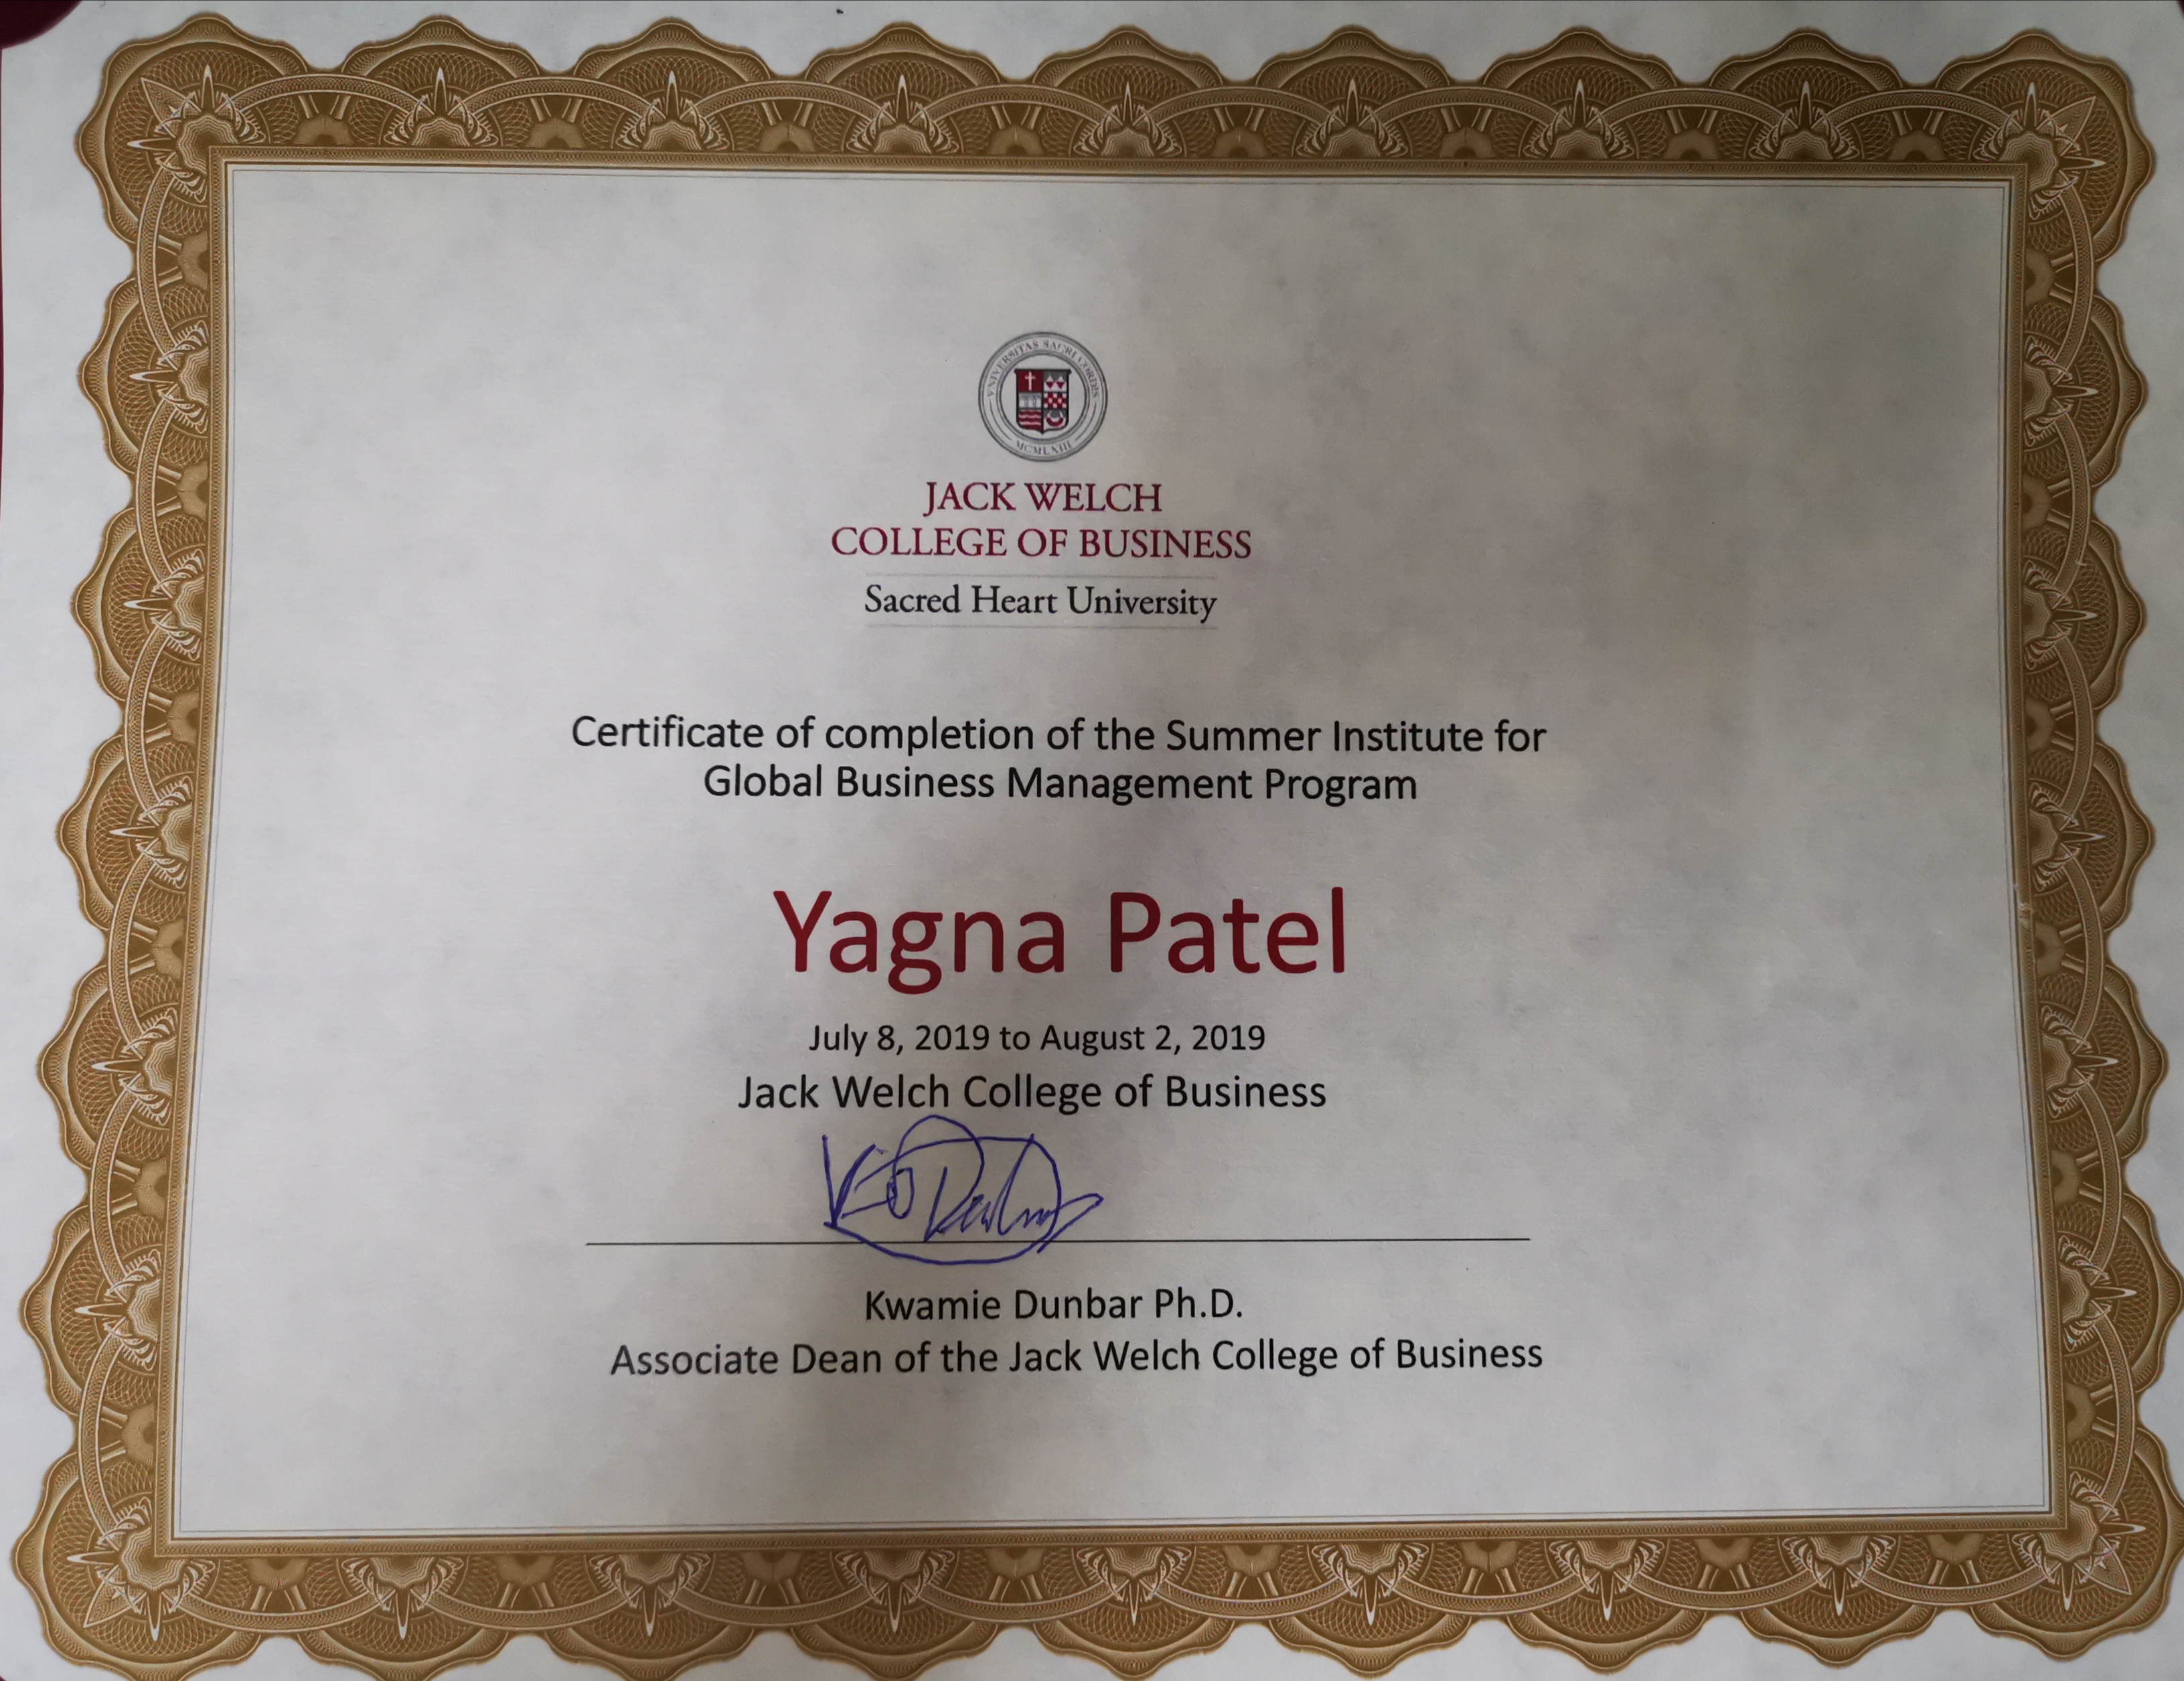 UNIVERSITAS SACRI CORDIS
MCMLXIII
JACK WELCH
COLLEGE OF BUSINESS
Sacred Heart University
Certificate of completion of the Summer Institute for
Global Business Management Program
Yagna Patel
July 8, 2019 to August 2, 2019
Jack Welch College of Business
Kwamie Dunbar Ph.D.
Associate Dean of the Jack Welch College of Business